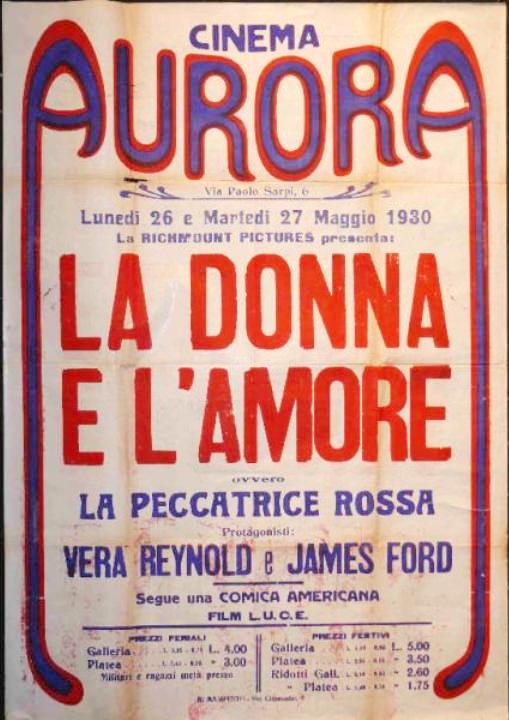 CINEMA
AURORA
Via Paolo Sarpi, 6
Lunedì 26 e Martedì 27 Maggio 1930
La RICHMOUNT PICTURES presenta:
LA DONNA
E L'AMORE
ovvero
LA PECCATRICE ROSSA
Protagonisti:
VERA REYNOLD e JAMES FORD
Segue una COMICA AMERICANA
FILM L.U.C.E.
PREZZI FERIALI
Galleria L. 4.00
Platea » 3.00
Militari e ragazzi metà prezzo
PREZZI FESTIVI
Galleria L. 5.00
Platea » 3.50
Ridotti Gall. » 2.60
» Platea » 1.75